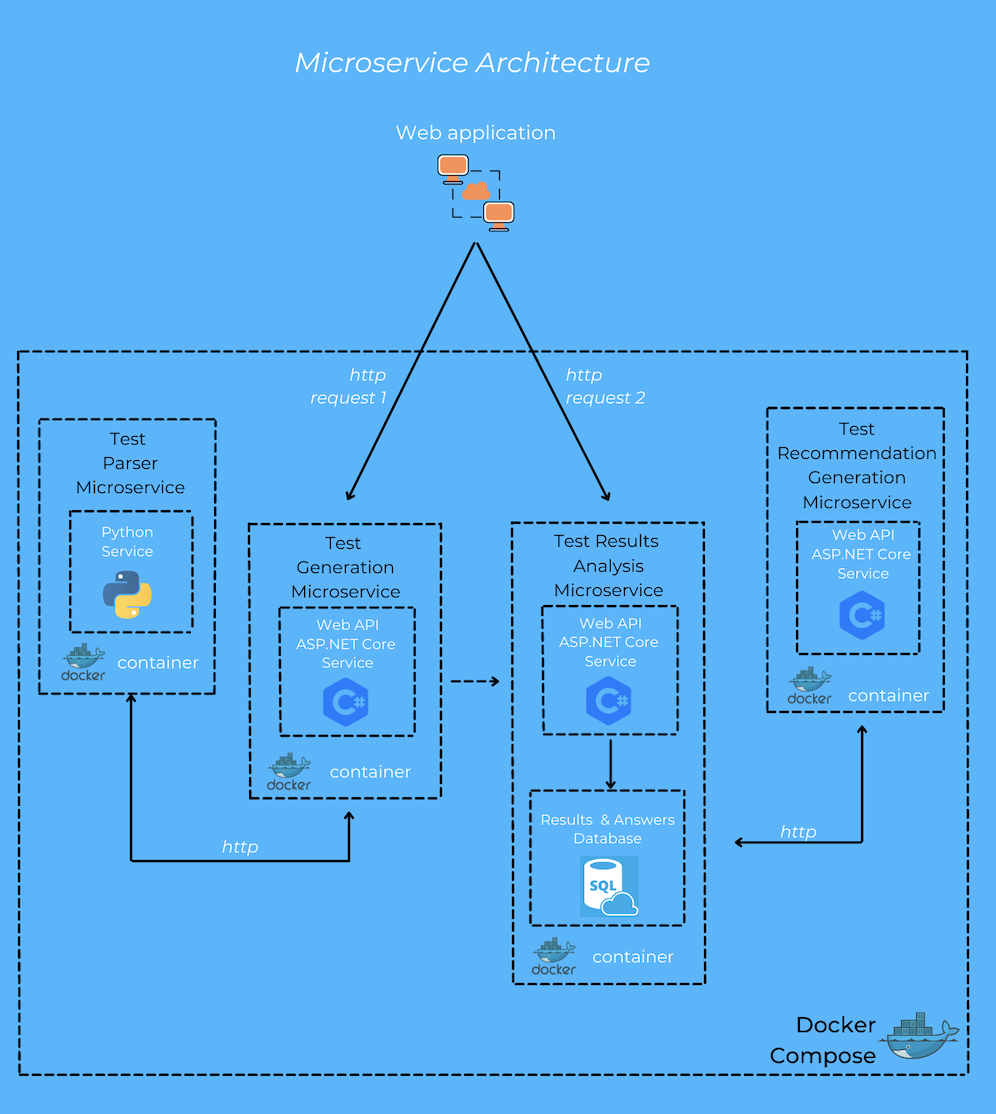 Microservice Architecture
Web application
http
request 1
http
request 2
Test
Parser
Microservice
Python
Service
docker
container
Test
Generation
Microservice
Web API
ASP.NET Core
Service
C#
docker
container
Test Results
Analysis
Microservice
Web API
ASP.NET Core
Service
C#
Results & Answers
Database
SQL
docker
container
Test
Recommendation
Generation
Microservice
Web API
ASP.NET Core
Service
C#
docker
container
http
http
Docker
Compose